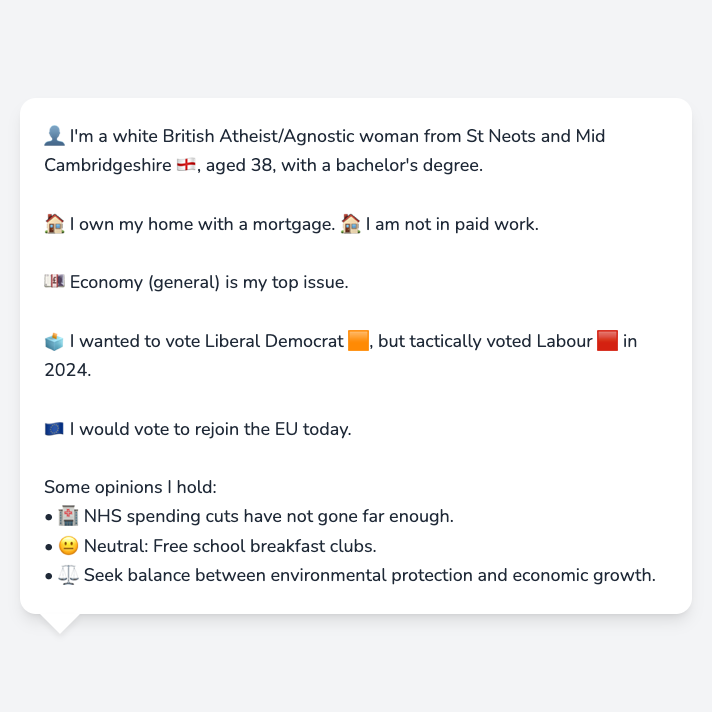 👤 I'm a white British Atheist/Agnostic woman from St Neots and Mid
Cambridgeshire 🏴󠁧󠁢󠁥󠁮󠁧󠁿, aged 38, with a bachelor's degree.
🏠 I own my home with a mortgage. 🏠 I am not in paid work.
💷 Economy (general) is my top issue.
🗳️ I wanted to vote Liberal Democrat 🟧, but tactically voted Labour 🟥 in
2024.
🇪🇺 I would vote to rejoin the EU today.
Some opinions I hold:
• 🏥 NHS spending cuts have not gone far enough.
• 😐 Neutral: Free school breakfast clubs.
• ⚖️ Seek balance between environmental protection and economic growth.